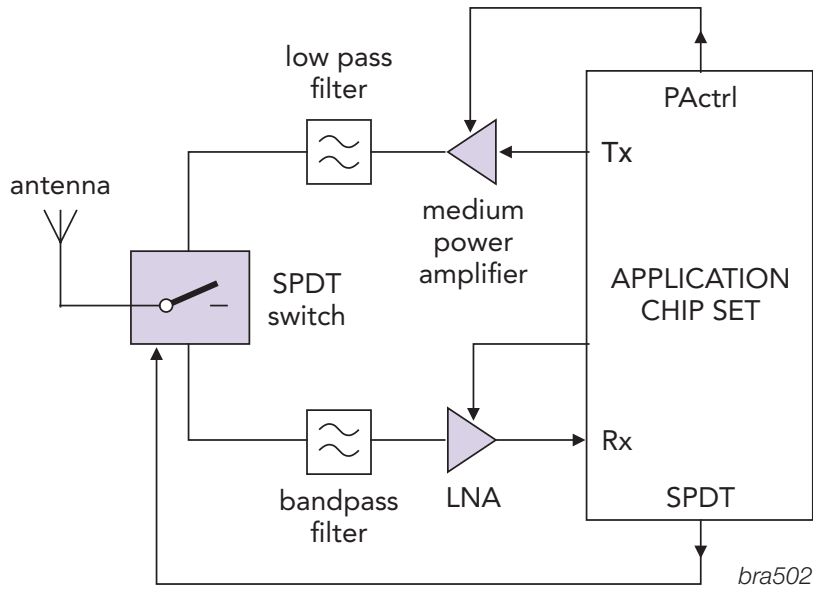 low pass
filter
PActrl
Tx
antenna
medium
power
amplifier
SPDT
switch
APPLICATION
CHIP SET
Rx
bandpass
filter
LNA
SPDT
bra502